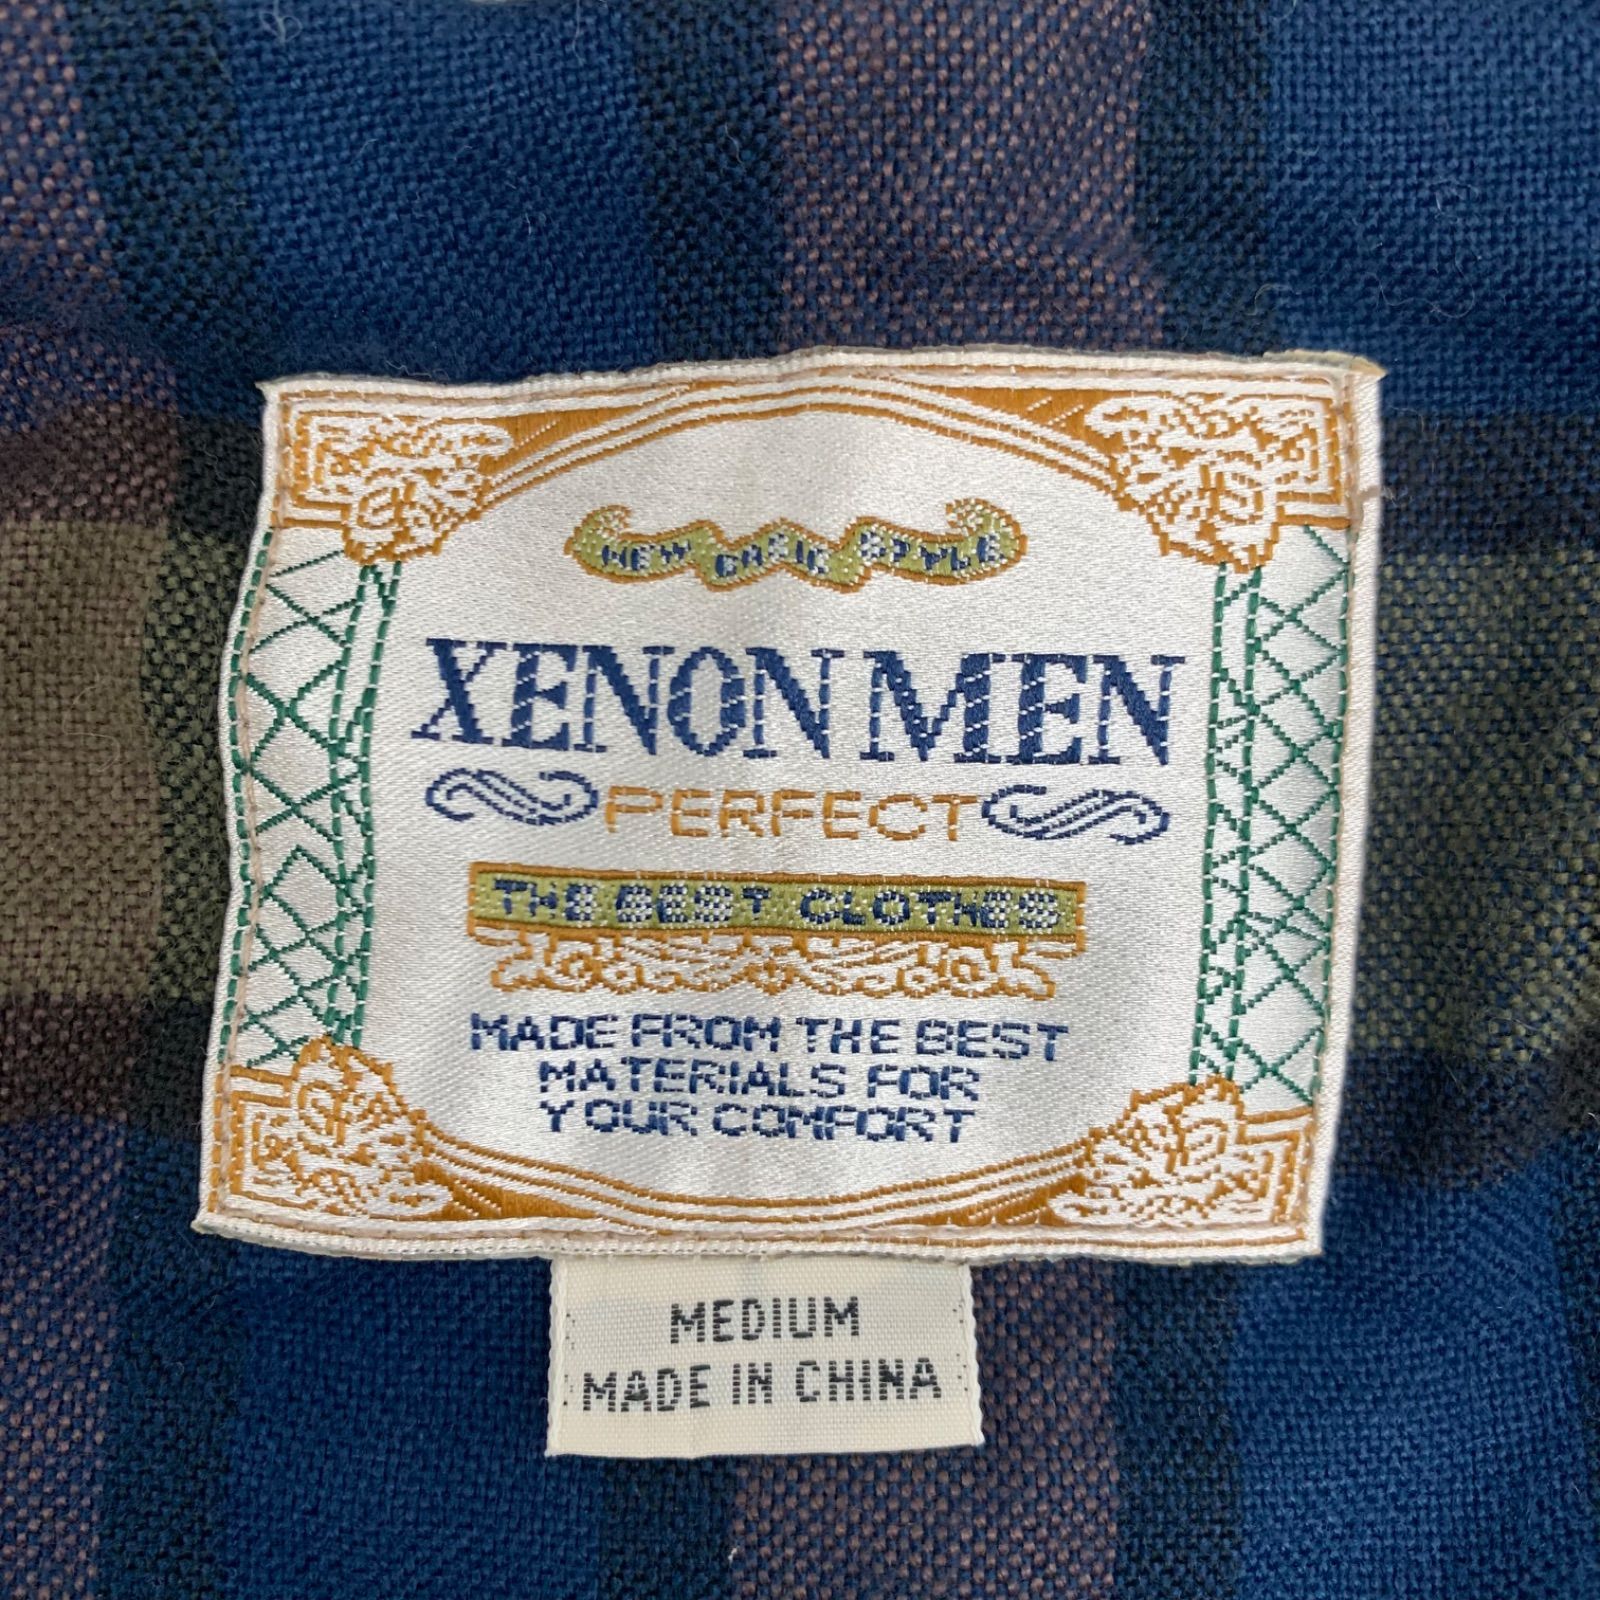 NEW BASIC STYLE
XENON MEN
PERFECT
THE BEST CLOTHES
MADE FROM THE BEST
MATERIALS FOR
YOUR COMFORT
MEDIUM
MADE IN CHINA